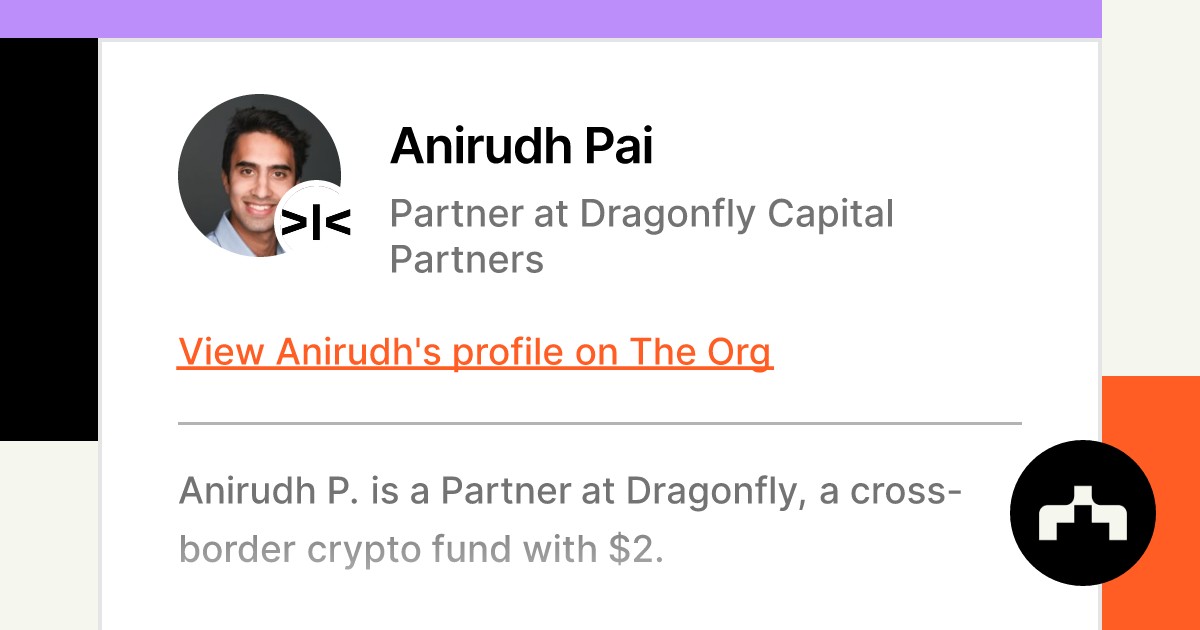 Anirudh Pai
Partner at Dragonfly Capital
Partners
>|<
View Anirudh's profile on The Org
Anirudh P. is a Partner at Dragonfly, a cross-
border crypto fund with $2.